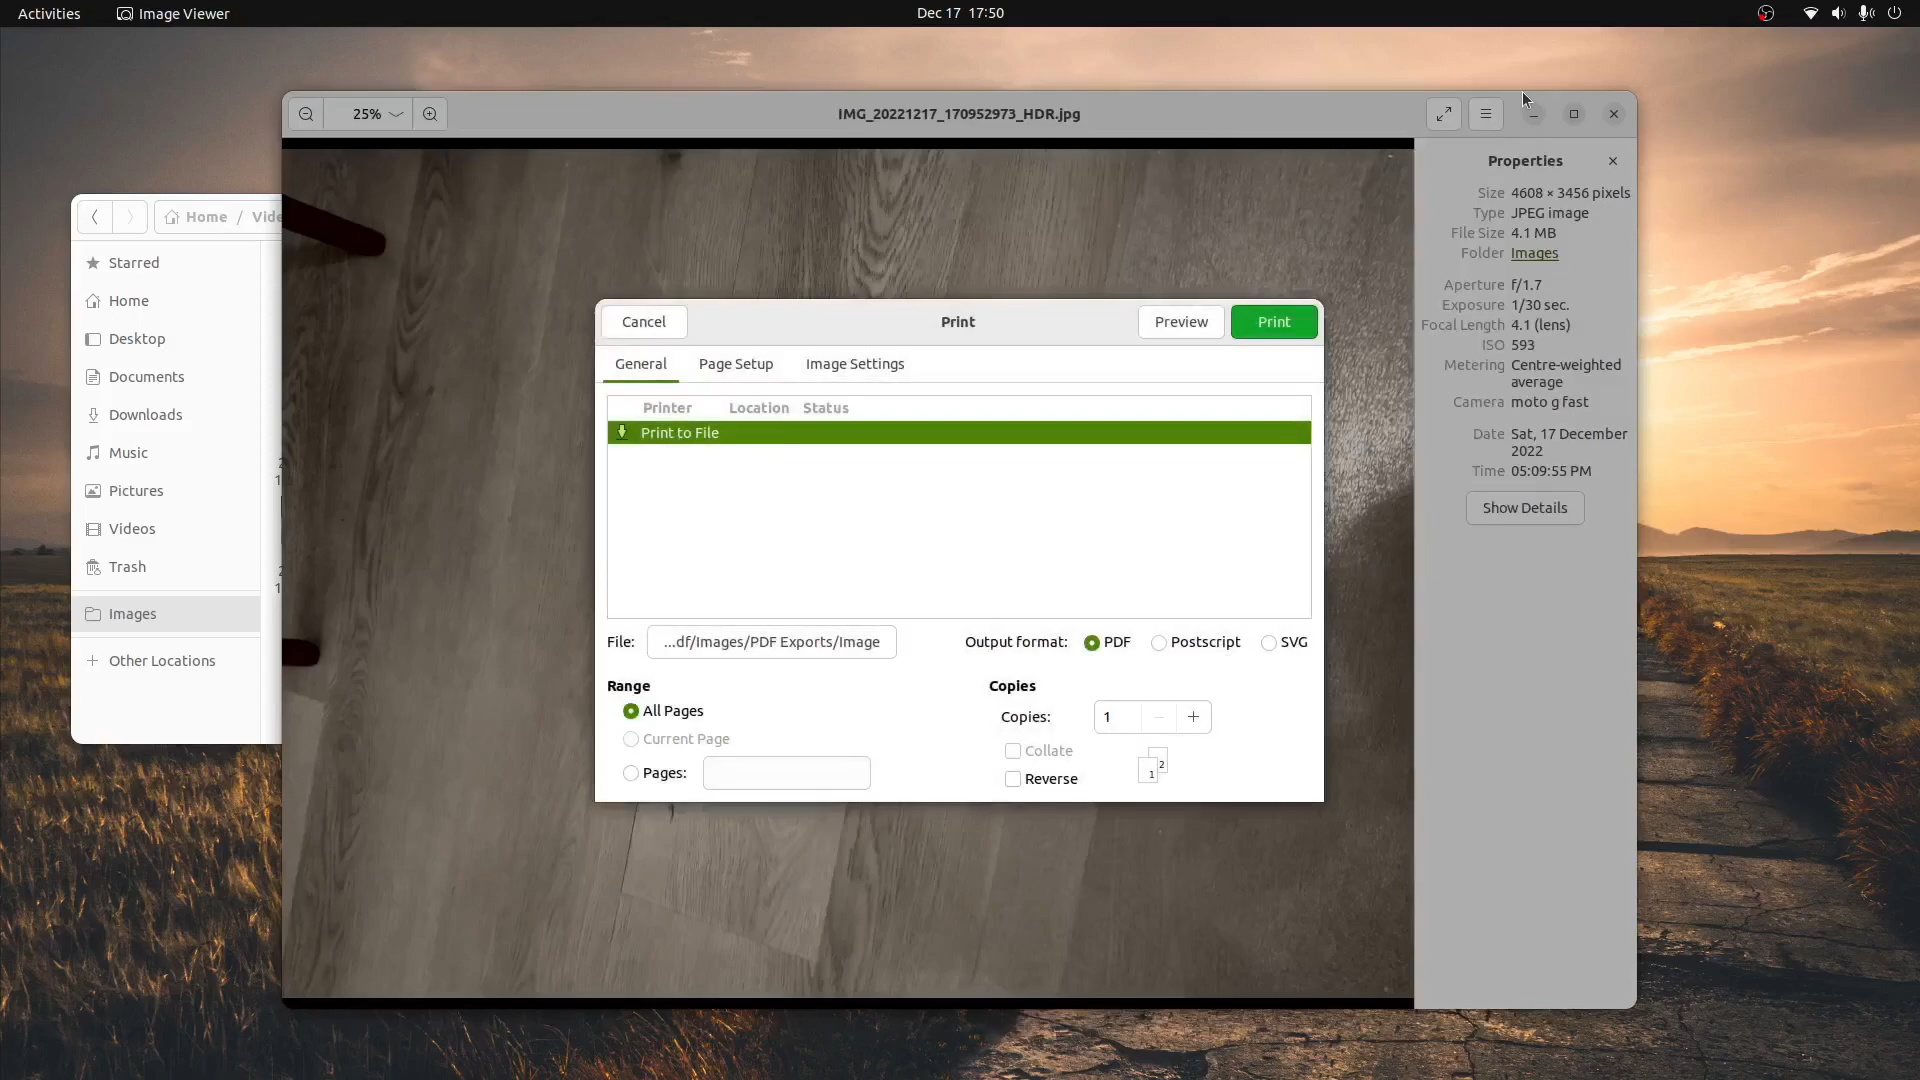 Activities
Image Viewer
Dec 17 17:50
25%
IMG_20221217_170952973_HDR.jpg
Home / Vide
Starred
Home
Desktop
Documents
Downloads
Music
Pictures
Videos
Trash
Images
Other Locations
Cancel
Print
Preview
Print
General
Page Setup
Image Settings
Printer
Location
Status
Print to File
File:
...df/Images/PDF Exports/Image
Output format:
PDF
Postscript
SVG
Range
All Pages
Current Page
Pages:
Copies
Copies:
1
Collate
Reverse
1
2
Properties
Size 4608 × 3456 pixels
Type JPEG image
File Size 4.1 MB
Folder Images
Aperture f/1.7
Exposure 1/30 sec.
Focal Length 4.1 (lens)
ISO 593
Metering Centre-weighted
average
Camera moto g fast
Date Sat, 17 December
2022
Time 05:09:55 PM
Show Details